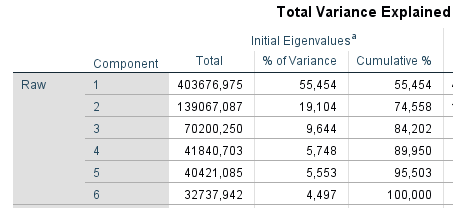 Total Variance Explained
Initial Eigenvalues a
Component Total % of Variance Cumulative %
Raw 1 403676,975 55,454 55,454
2 139067,087 19,104 74,558
3 70200,250 9,644 84,202
4 41840,703 5,748 89,950
5 40421,085 5,553 95,503
6 32737,942 4,497 100,000